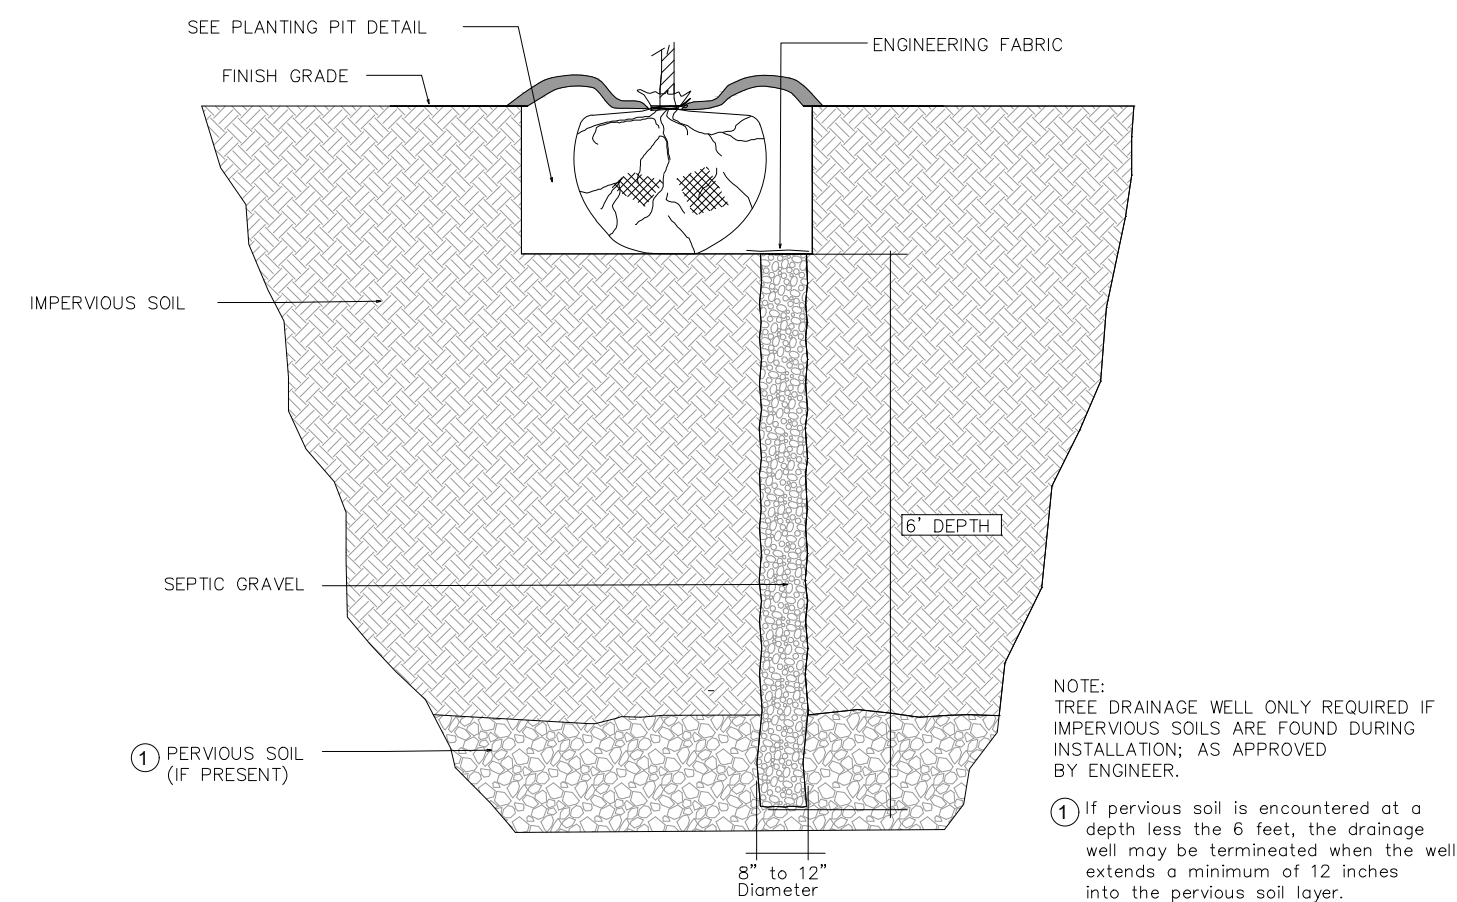 SEE PLANTING PIT DETAIL
ENGINEERING FABRIC
FINISH GRADE
IMPERVIOUS SOIL
6' DEPTH
SEPTIC GRAVEL
1 PERVIOUS SOIL
(IF PRESENT)
8" to 12"
Diameter
NOTE:
TREE DRAINAGE WELL ONLY REQUIRED IF
IMPERVIOUS SOILS ARE FOUND DURING
INSTALLATION; AS APPROVED
BY ENGINEER.
1 If pervious soil is encountered at a
depth less the 6 feet, the drainage
well may be termineated when the well
extends a minimum of 12 inches
into the pervious soil layer.